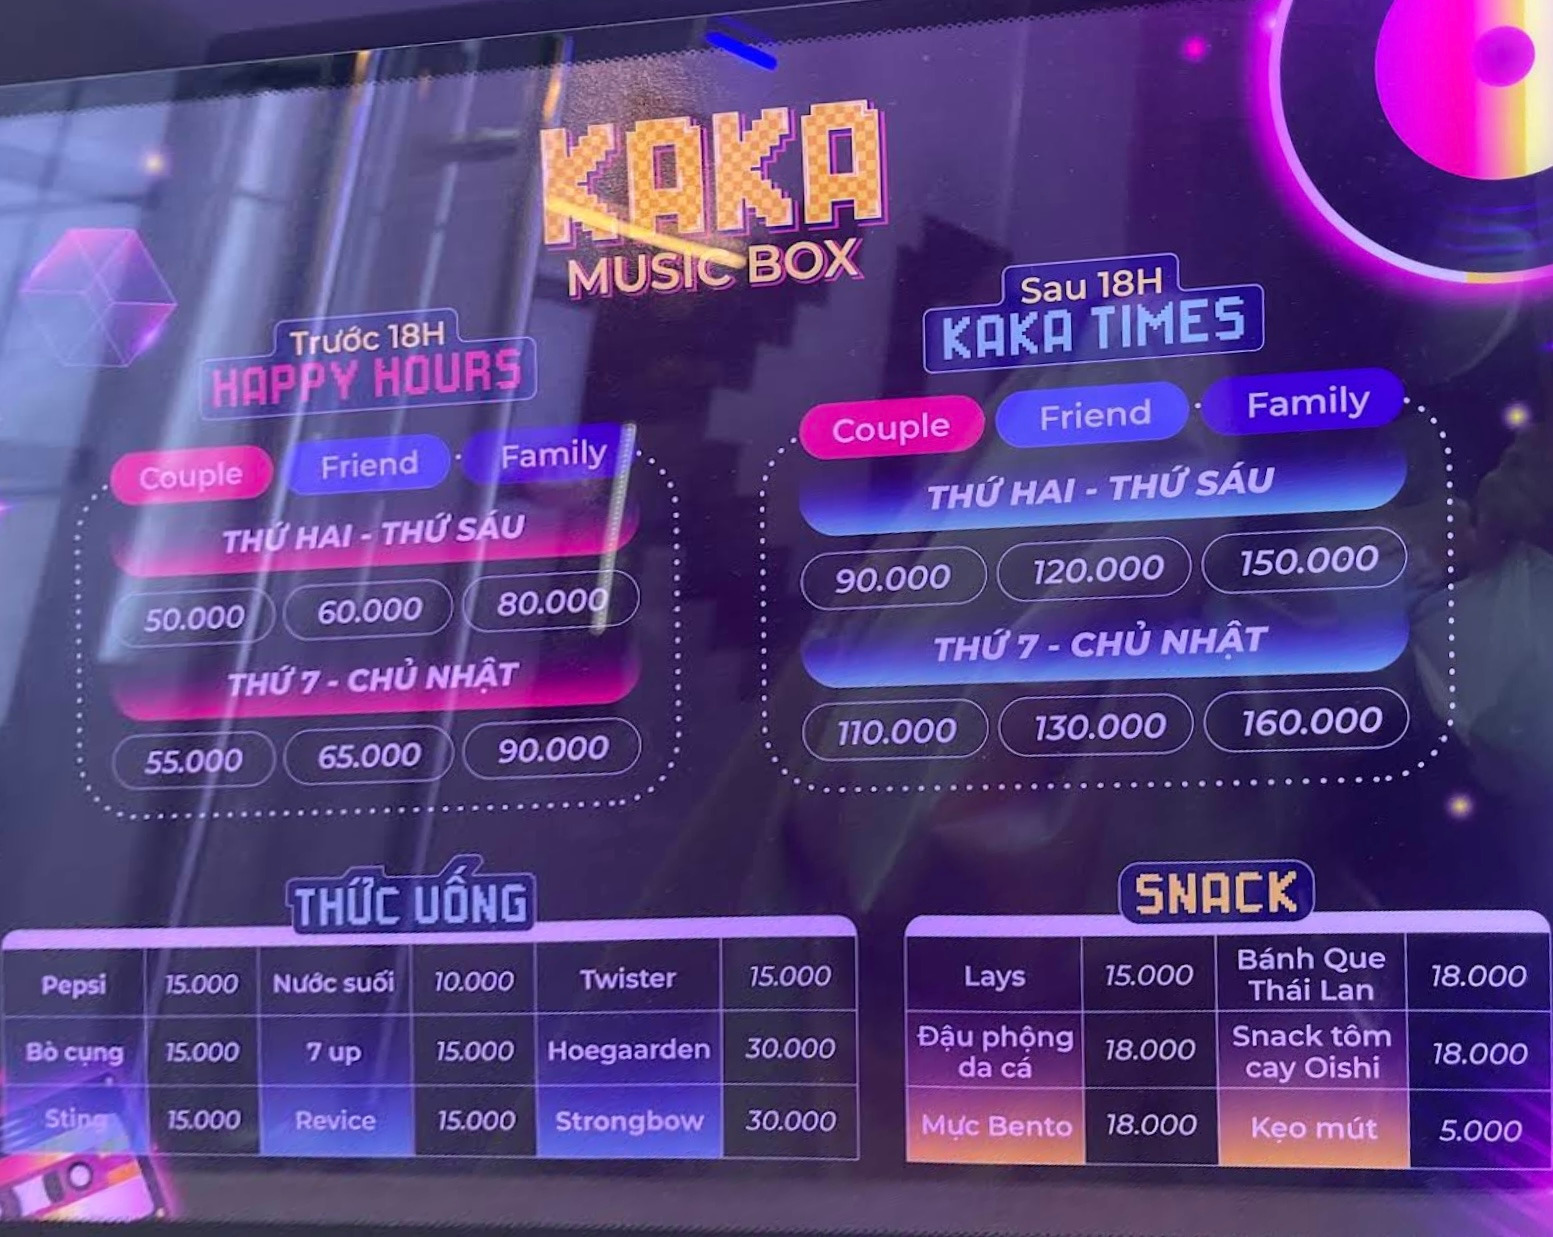 KAKA
MUSIC BOX
Trước 18H
HAPPY HOURS
Couple Friend Family
THỨ HAI - THỨ SÁU
50.000 60.000 80.000
THỨ 7 - CHỦ NHẬT
55.000 65.000 90.000
Sau 18H
KAKA TIMES
Couple Friend Family
THỨ HAI - THỨ SÁU
90.000 120.000 150.000
THỨ 7 - CHỦ NHẬT
110.000 130.000 160.000
THỨC UỐNG
Pepsi 15.000 Nước suối 10.000 Twister 15.000
Bò cụng 15.000 7 up 15.000 Hoegaarden 30.000
Sting 15.000 Revice 15.000 Strongbow 30.000
SNACK
Lays 15.000 Bánh Que Thái Lan 18.000
Đậu phộng da cá 18.000 Snack tôm cay Oishi 18.000
Mực Bento 18.000 Kẹo mút 5.000